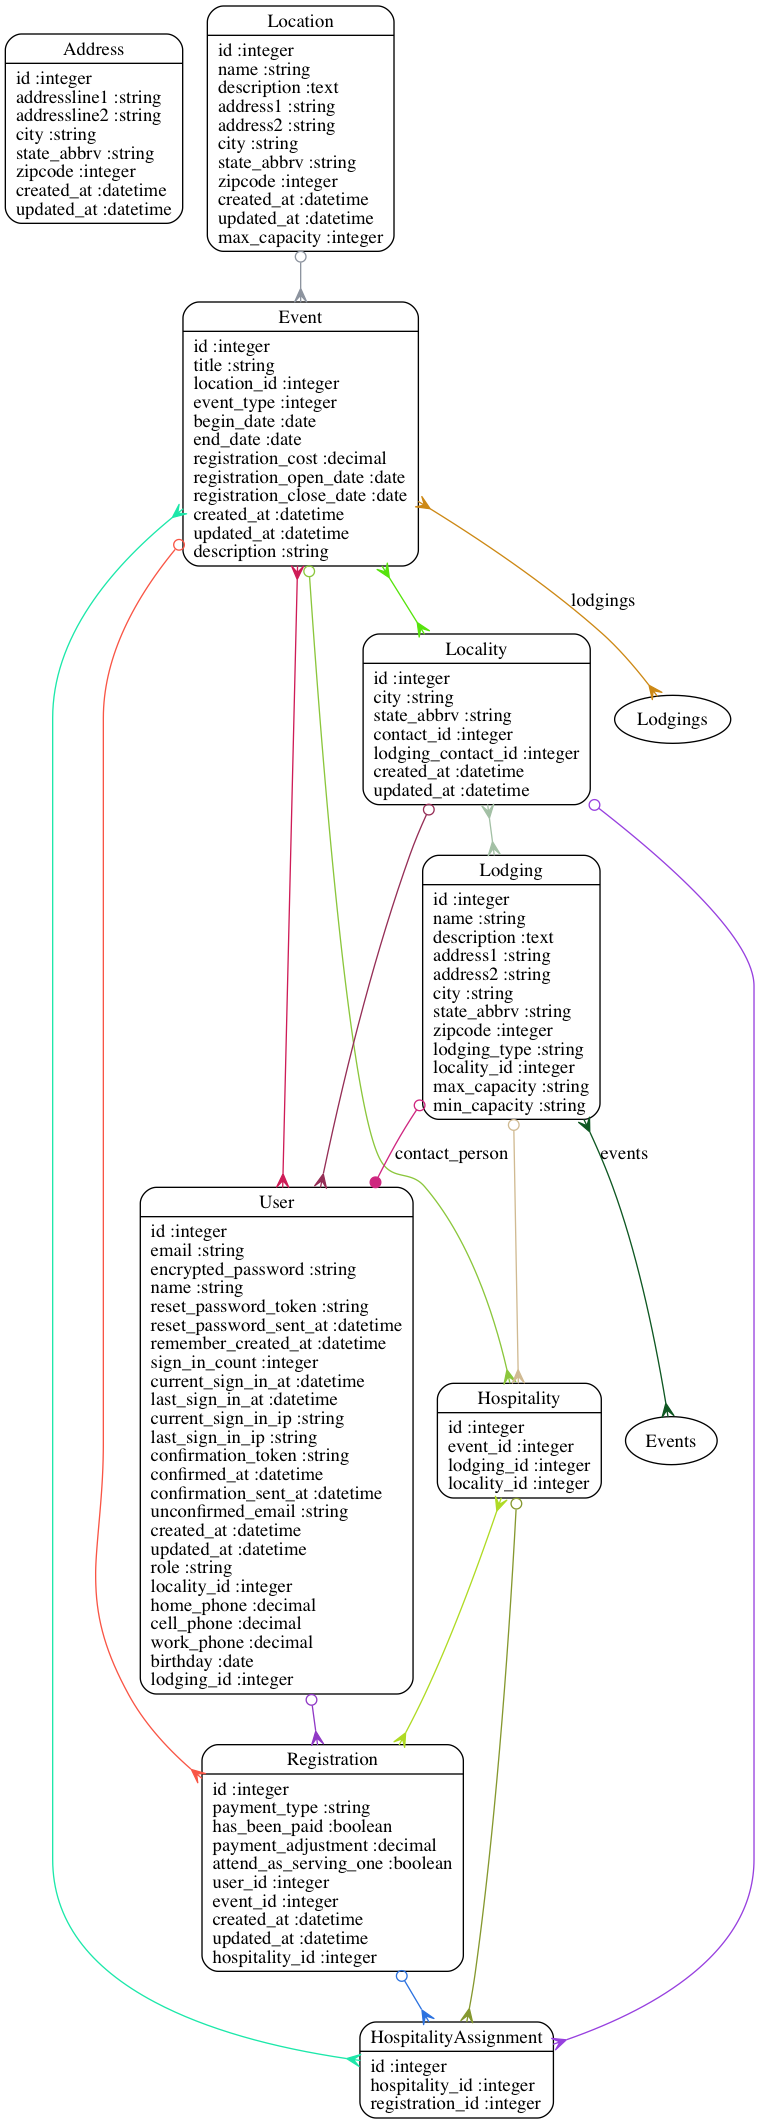 Address
id :integer
addressline1 :string
addressline2 :string
city :string
state_abbrv :string
zipcode :integer
created_at :datetime
updated_at :datetime
Location
id :integer
name :string
description :text
address1 :string
address2 :string
city :string
state_abbrv :string
zipcode :integer
created_at :datetime
updated_at :datetime
max_capacity :integer
Event
id :integer
title :string
location_id :integer
event_type :integer
begin_date :date
end_date :date
registration_cost :decimal
registration_open_date :date
registration_close_date :date
created_at :datetime
updated_at :datetime
description :string
lodgings
Lodgings
Locality
id :integer
city :string
state_abbrv :string
contact_id :integer
lodging_contact_id :integer
created_at :datetime
updated_at :datetime
Lodging
id :integer
name :string
description :text
address1 :string
address2 :string
city :string
state_abbrv :string
zipcode :integer
lodging_type :string
locality_id :integer
max_capacity :string
min_capacity :string
contact_person
events
User
id :integer
email :string
encrypted_password :string
name :string
reset_password_token :string
reset_password_sent_at :datetime
remember_created_at :datetime
sign_in_count :integer
current_sign_in_at :datetime
last_sign_in_at :datetime
current_sign_in_ip :string
last_sign_in_ip :string
confirmation_token :string
confirmed_at :datetime
confirmation_sent_at :datetime
unconfirmed_email :string
created_at :datetime
updated_at :datetime
role :string
locality_id :integer
home_phone :decimal
cell_phone :decimal
work_phone :decimal
birthday :date
lodging_id :integer
Hospitality
id :integer
event_id :integer
lodging_id :integer
locality_id :integer
Events
Registration
id :integer
payment_type :string
has_been_paid :boolean
payment_adjustment :decimal
attend_as_serving_one :boolean
user_id :integer
event_id :integer
created_at :datetime
updated_at :datetime
hospitality_id :integer
HospitalityAssignment
id :integer
hospitality_id :integer
registration_id :integer